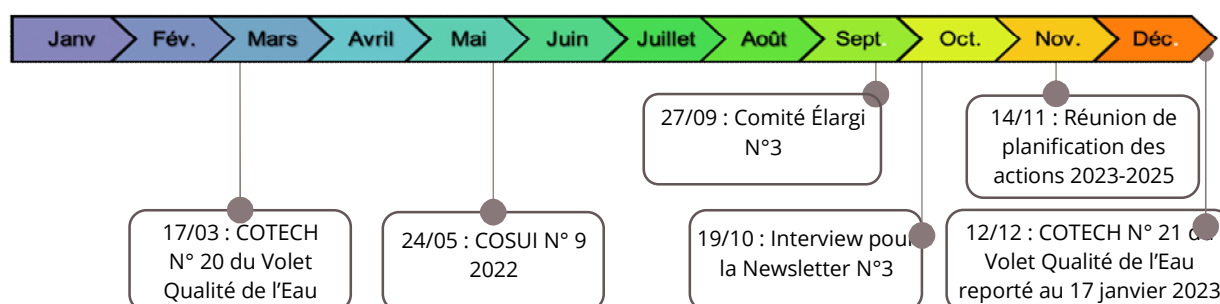 Janv Fév. Mars Avril Mai Juin Juillet Août Sept. Oct. Nov. Déc.
27/09 : Comité Élargi
N°3
14/11 : Réunion de
planification des
actions 2023-2025
17/03 : COTECH
N° 20 du Volet
Qualité de l’Eau
24/05 : COSUI N° 9
2022
19/10 : Interview pour
la Newsletter N°3
12/12 : COTECH N° 21 du
Volet Qualité de l’Eau
reporté au 17 janvier 2023